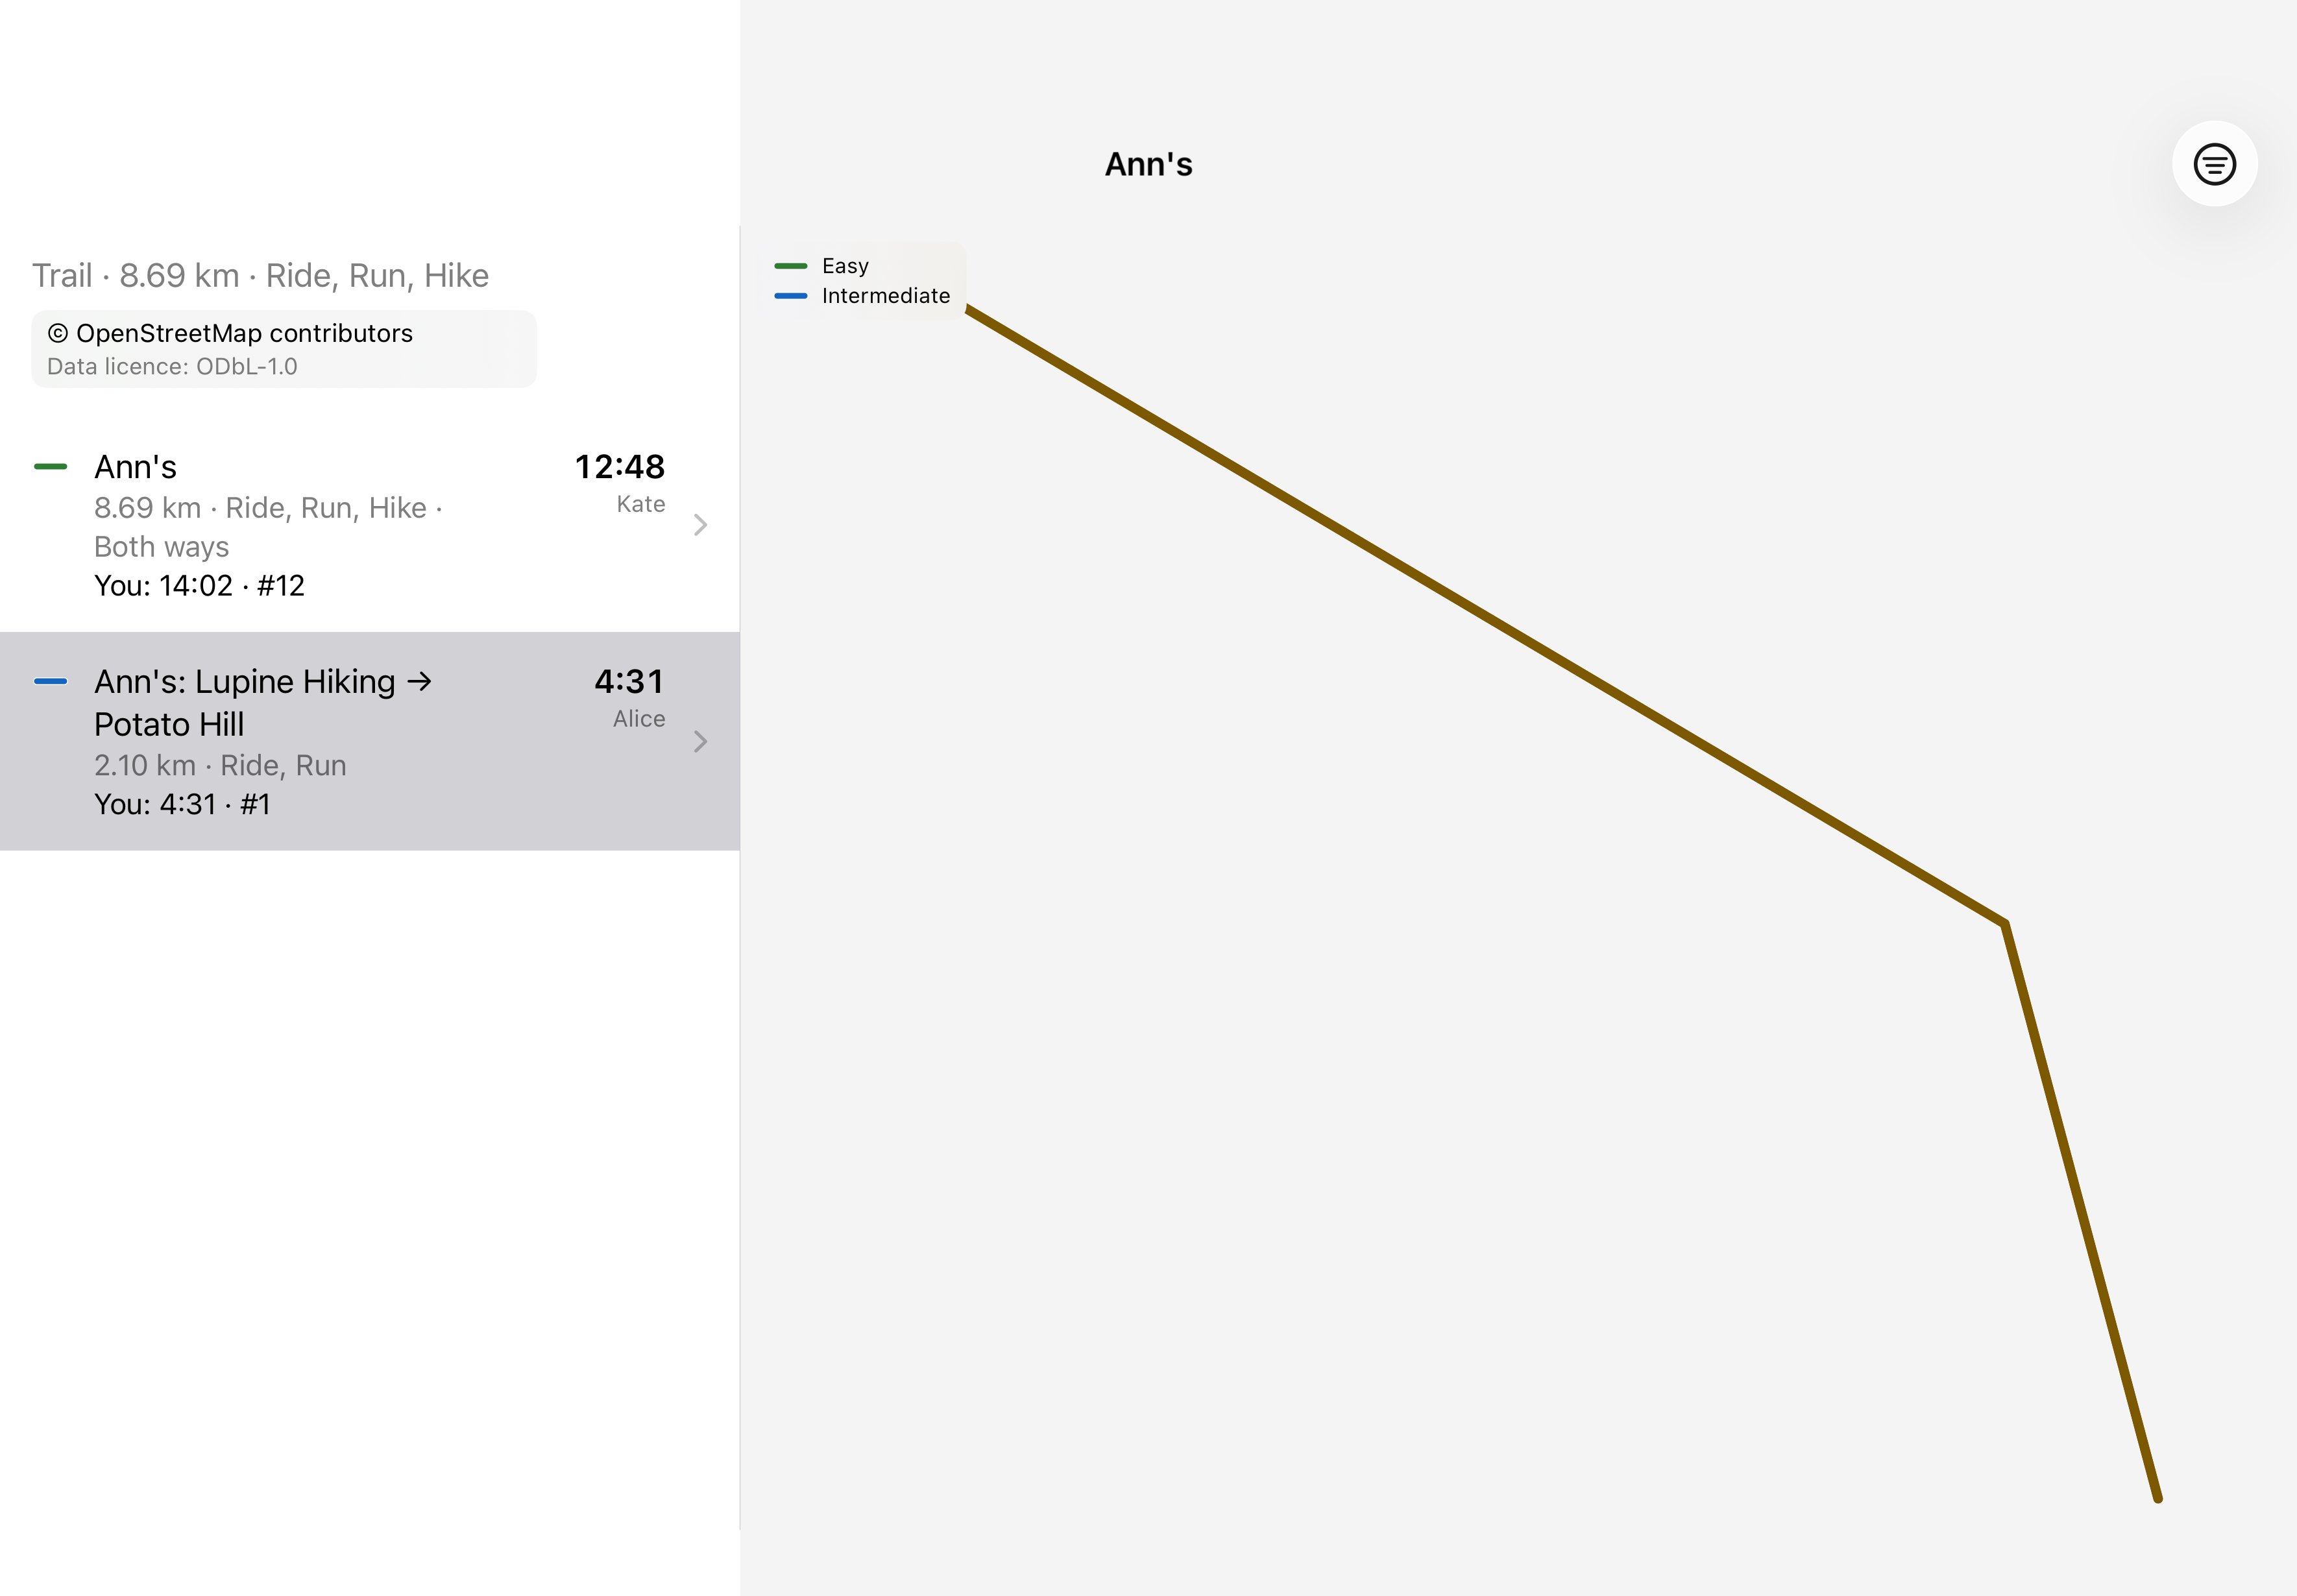 Ann's
Trail · 8.69 km · Ride, Run, Hike
© OpenStreetMap contributors
Data licence: ODbL-1.0
Ann's
12:48
8.69 km · Ride, Run, Hike ·
Kate
Both ways
You: 14:02 · #12
Ann's: Lupine Hiking →
4:31
Potato Hill
Alice
2.10 km · Ride, Run
You: 4:31 · #1
Easy
Intermediate